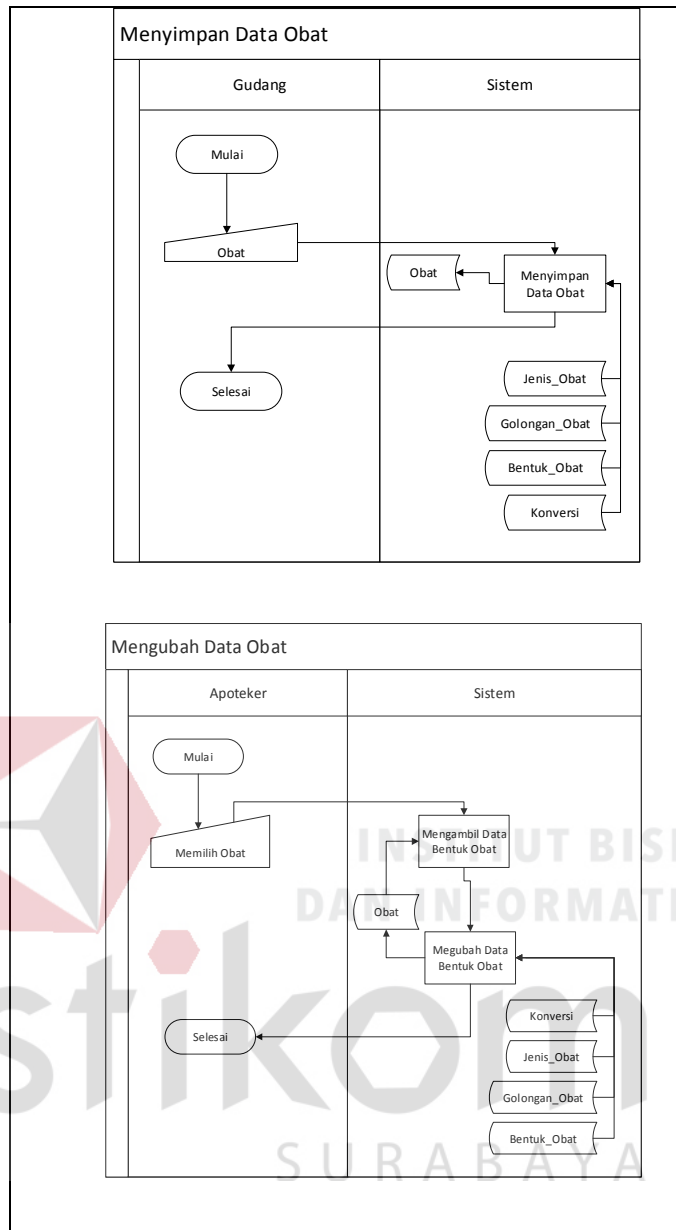 Menyimpan Data Obat
Gudang
Sistem
Mulai
Obat
Obat
Menyimpan
Data Obat
Selesai
Jenis_Obat
Golongan_Obat
Bentuk_Obat
Konversi
Mengubah Data Obat
Apoteker
Sistem
Mulai
Memilih Obat
Mengambil Data
Bentuk Obat
Obat
Megubah Data
Bentuk Obat
Selesai
Konversi
Jenis_Obat
Golongan_Obat
Bentuk_Obat
INSTITUT BISI
DAN INFORMATI
stikom
SURABAYA